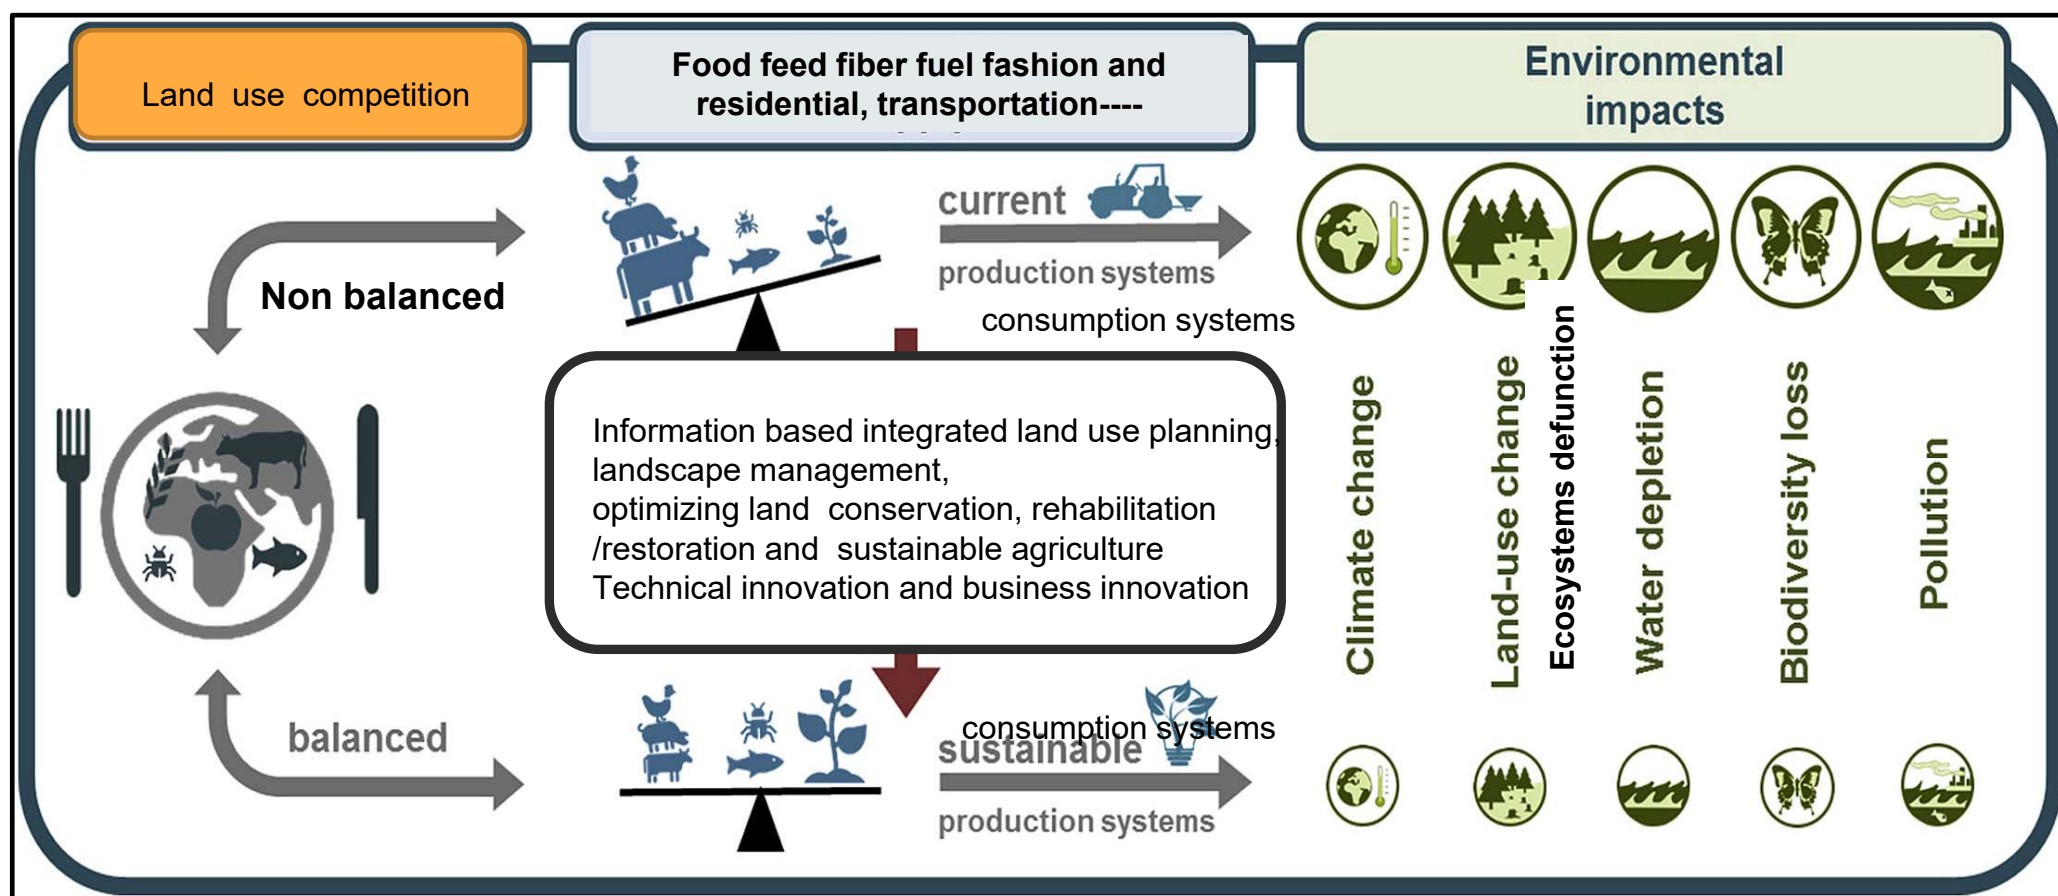 Land use competition
Food feed fiber fuel fashion and
residential, transportation----
Environmental
impacts
Non balanced
current
production systems
consumption systems
Information based integrated land use planning,
landscape management,
optimizing land conservation, rehabilitation
/restoration and sustainable agriculture
Technical innovation and business innovation
balanced
consumption systems
sustainable
production systems
Climate change
Land-use change
Ecosystems defunction
Water depletion
Biodiversity loss
Pollution